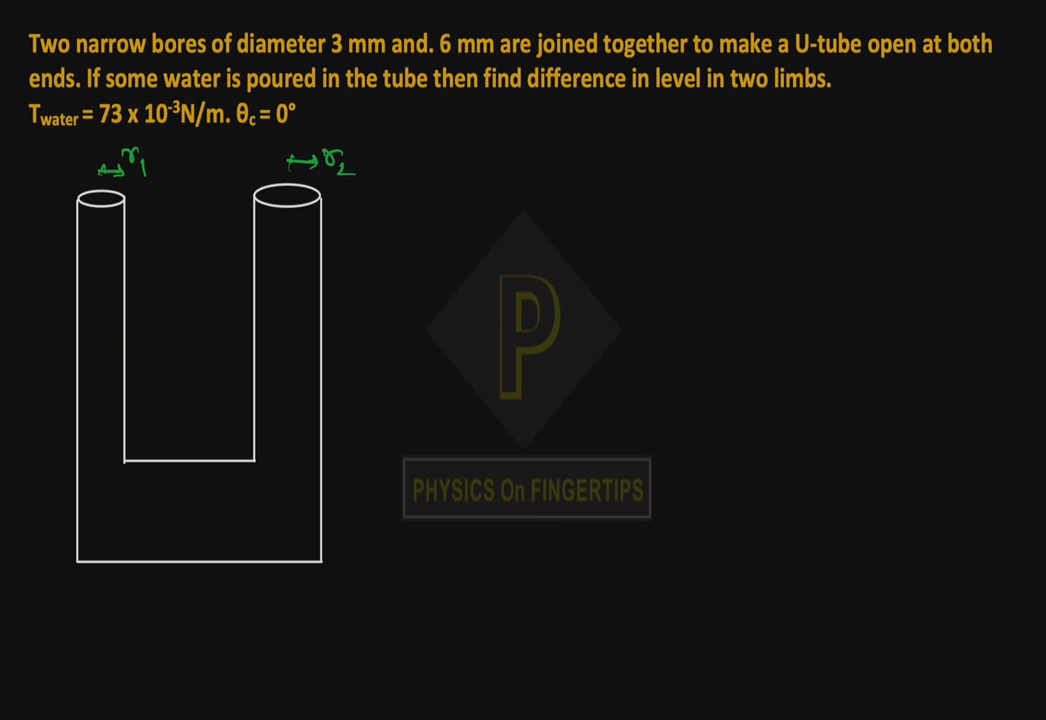 Two narrow bores of diameter 3 mm and. 6 mm are joined together to make a U-tube open at both
ends. If some water is poured in the tube then find difference in level in two limbs.
Twater = 73 x 10⁻³N/m. θc = 0°
r₁
r₂
P
PHYSICS On FINGERTIPS